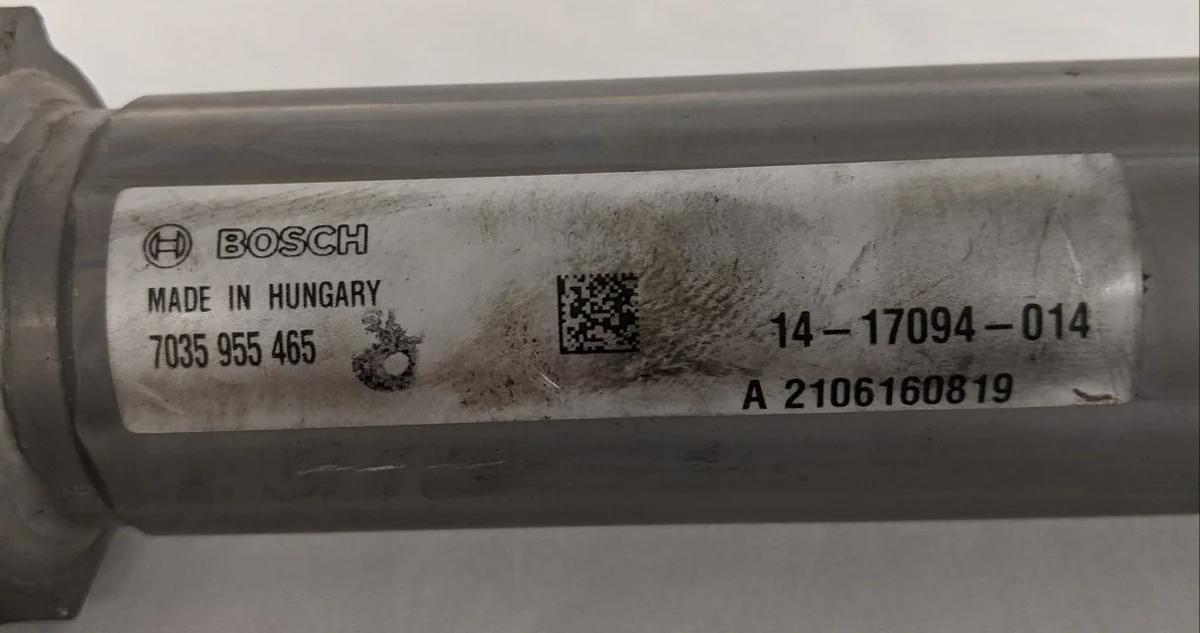 BOSCH
MADE IN HUNGARY
7035 955 465
14-17094-014
A 2106160819